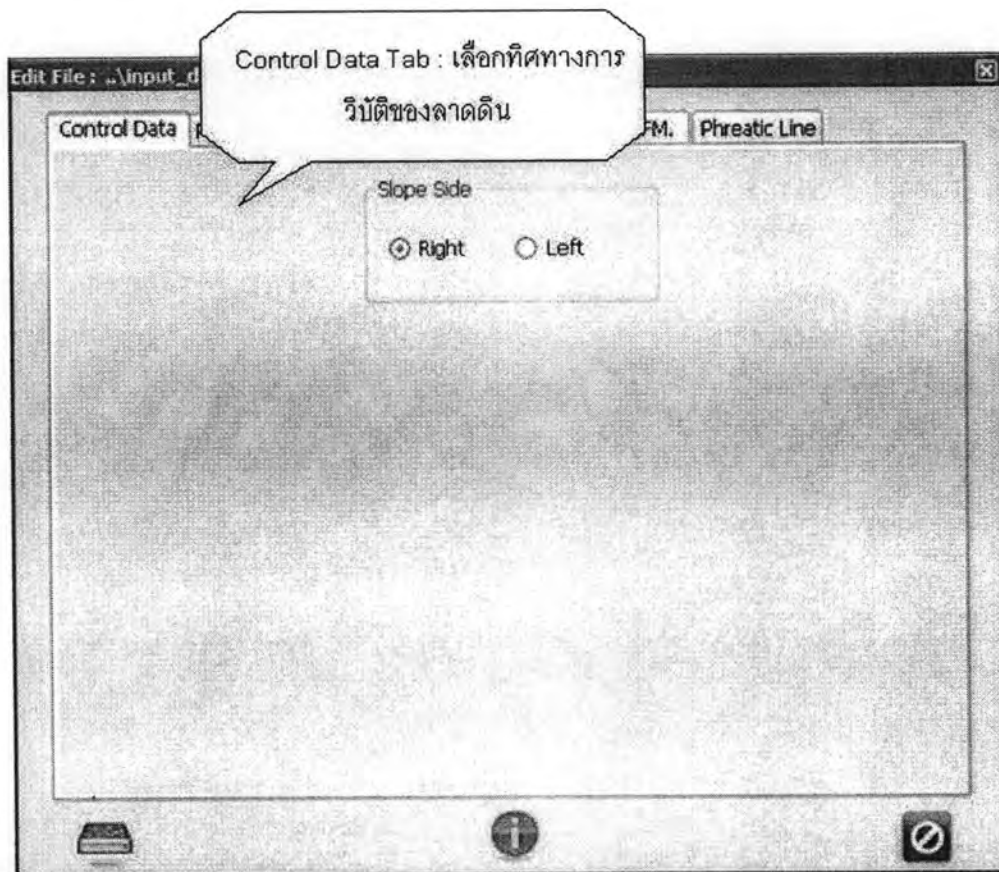 Control Data Tab : เลือกทิศทางการ
วิบัติของลาดดิน
Edit File : ..\input_d
Control Data
FM.
Phreatic Line
Slope Side
Right
Left